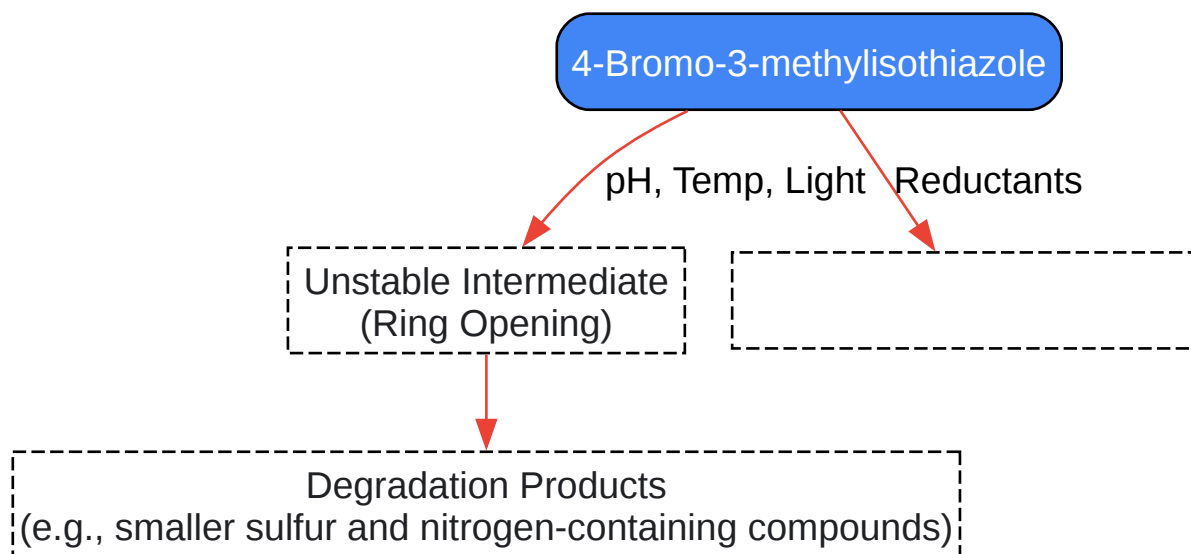 4-Bromo-3-methylisothiazole
pH, Temp, Light
Reductants
Unstable Intermediate
(Ring Opening)
Degradation Products
(e.g., smaller sulfur and nitrogen-containing compounds)